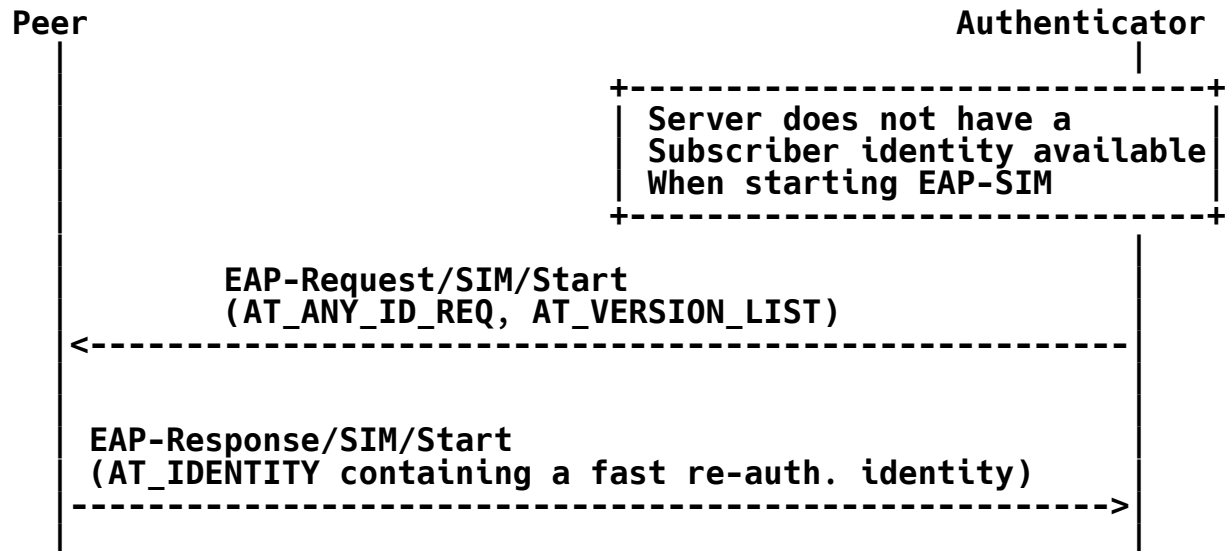 Peer Authenticator
Server does not have a
Subscriber identity available
When starting EAP-SIM
EAP-Request/SIM/Start
(AT_ANY_ID_REQ, AT_VERSION_LIST)
EAP-Response/SIM/Start
(AT_IDENTITY containing a fast re-auth. identity)